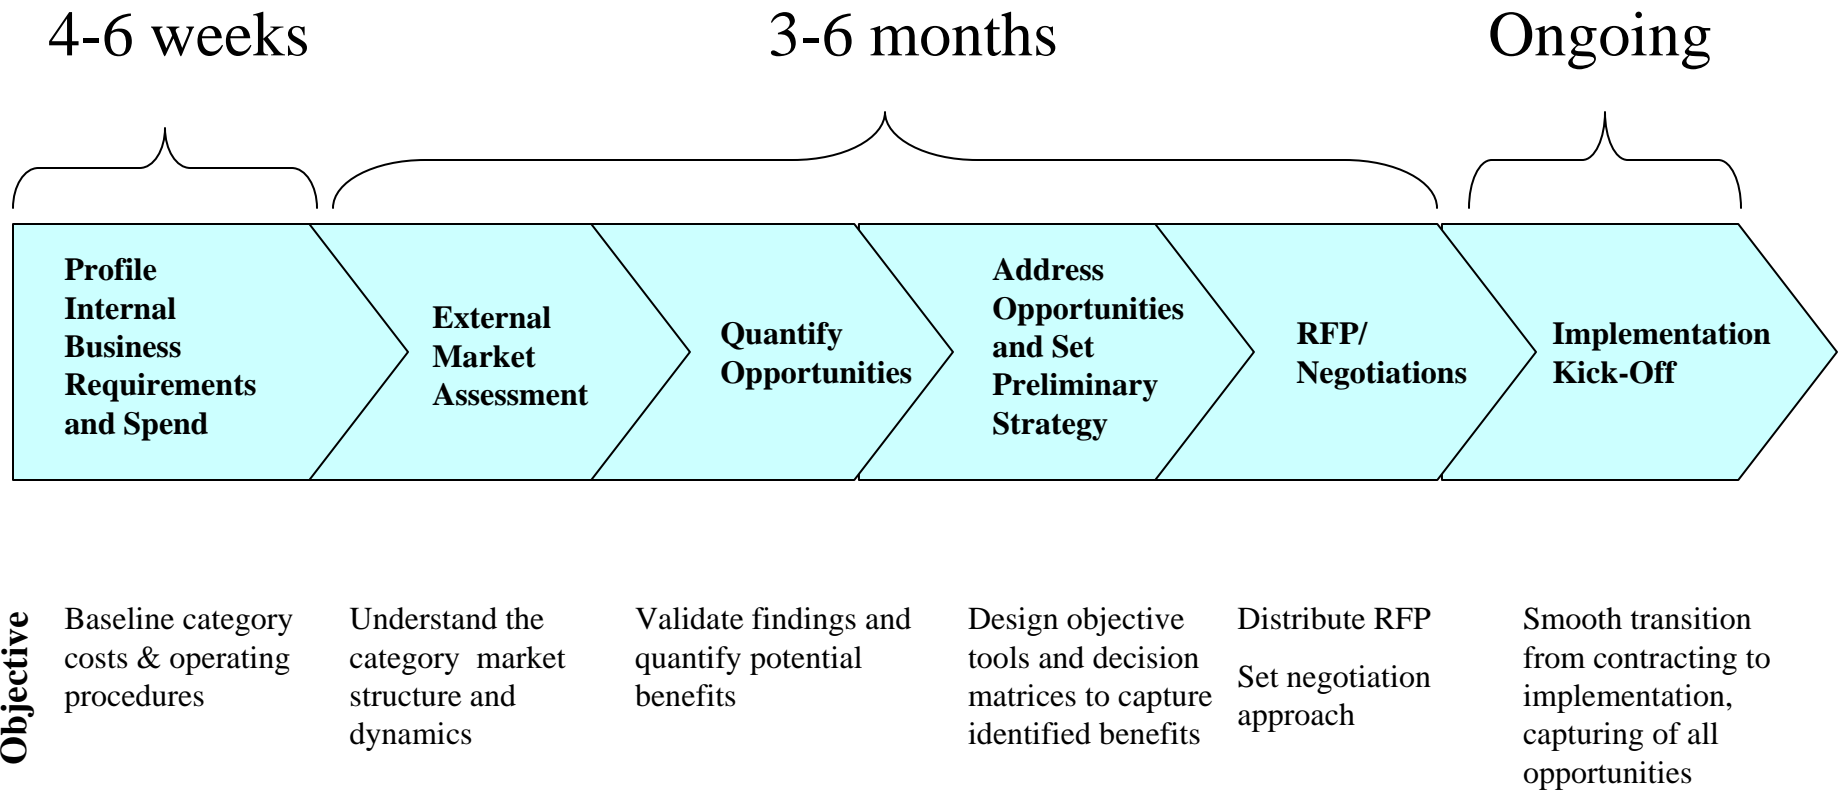 4-6 weeks
3-6 months
Ongoing
Profile
Internal
Business
Requirements
and Spend
External
Market
Assessment
Quantify
Opportunities
Address
Opportunities
and Set
Preliminary
Strategy
RFP/
Negotiations
Implementation
Kick-Off
Objective
Baseline category
costs & operating
procedures
Understand the
category  market
structure and
dynamics
Validate findings and
quantify potential
benefits
Design objective
tools and decision
matrices to capture
identified benefits
Distribute RFP
Set negotiation
approach
Smooth transition
from contracting to
implementation,
capturing of all
opportunities